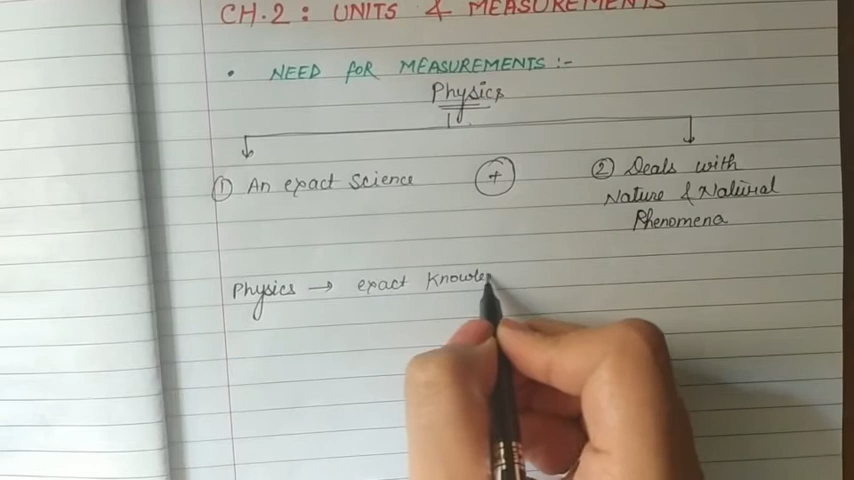 CH.2 : UNITS & MEASUREMENTS
• NEED FOR MEASUREMENTS :-
Physics
① An exact Science
+
② Deals with
Nature & Natural
Phenomena
Physics → exact Knowle